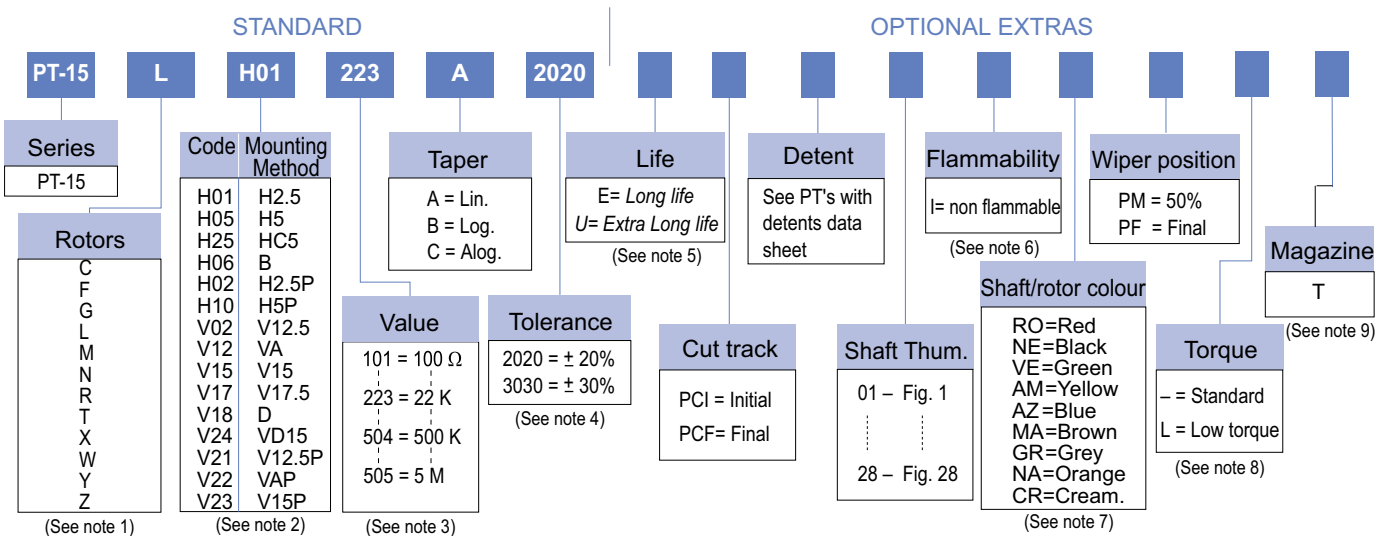 STANDARD
OPTIONAL EXTRAS
PT-15 L H01 223 A 2020
Series
PT-15
Rotors
C
F
G
L
M
N
R
T
X
W
Y
Z
(See note 1)
Code Mounting Method
H01 H2.5
H05 H5
H25 HC5
H06 B
H02 H2.5P
H10 H5P
V02 V12.5
V12 VA
V15 V15
V17 V17.5
V18 D
V24 VD15
V21 V12.5P
V22 VAP
V23 V15P
(See note 2)
Value
101 = 100 Ω
223 = 22 K
504 = 500 K
505 = 5 M
(See note 3)
Taper
A = Lin.
B = Log.
C = Alog.
Tolerance
2020 = ± 20%
3030 = ± 30%
(See note 4)
Life
E= Long life
U= Extra Long life
(See note 5)
Cut track
PCI = Initial
PCF= Final
Detent
See PT's with
detents data
sheet
Shaft Thum.
01 – Fig. 1
28 – Fig. 28
Flammability
I= non flammable
(See note 6)
Shaft/rotor colour
RO=Red
NE=Black
VE=Green
AM=Yellow
AZ=Blue
MA=Brown
GR=Grey
NA=Orange
CR=Cream.
(See note 7)
Wiper position
PM = 50%
PF = Final
Torque
– = Standard
L = Low torque
(See note 8)
Magazine
T
(See note 9)